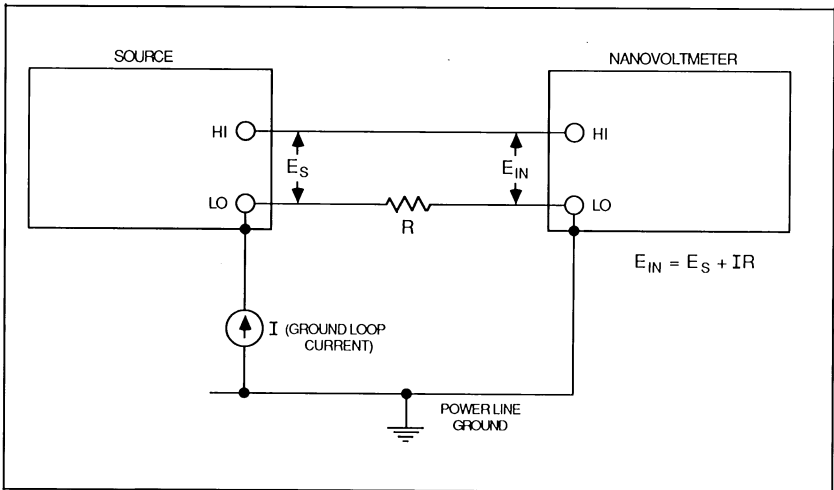 SOURCE
NANOVOLTMETER
HI
HI
E_S
E_IN
LO
LO
R
E_IN = E_S + IR
I (GROUND LOOP
CURRENT)
POWER LINE
GROUND